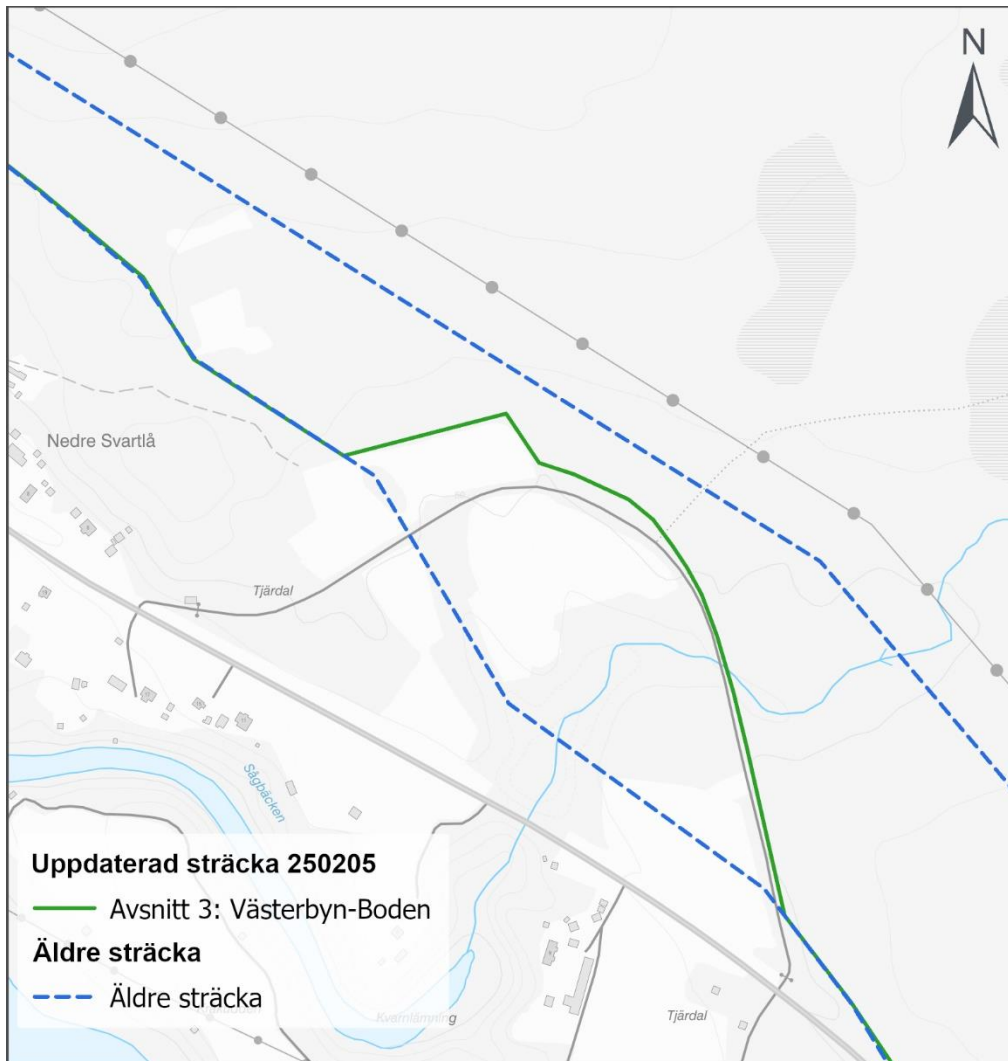 N
Nedre Svartlå
Tjärdal
Sågbäcken
Uppdaterad sträcka 250205
Avsnitt 3: Västerbyn-Boden
Äldre sträcka
Äldre sträcka
Kvarnlämning
Tjärdal